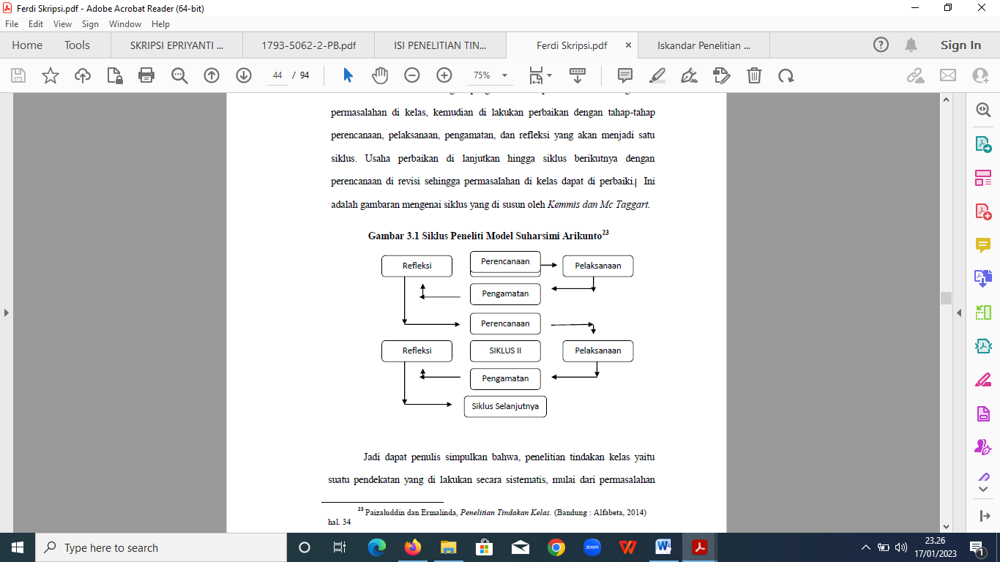 Ferdi Skripsi.pdf - Adobe Acrobat Reader (64-bit)
File Edit View Sign Window Help
Home Tools SKRIPSI EPRIYANTI ... 1793-5062-2-PB.pdf ISI PENELITIAN TIN... Ferdi Skripsi.pdf × Iskandar Penelitian ... Sign In
44 / 94 75%
permasalahan di kelas, kemudian di lakukan perbaikan dengan tahap-tahap
perencanaan, pelaksanaan, pengamatan, dan refleksi yang akan menjadi satu
siklus. Usaha perbaikan di lanjutkan hingga siklus berikutnya dengan
perencanaan di revisi sehingga permasalahan di kelas dapat di perbaiki. Ini
adalah gambaran mengenai siklus yang di susun oleh Kemmis dan Mc Taggart.
Gambar 3.1 Siklus Peneliti Model Suharsimi Arikunto23
Refleksi Perencanaan Pelaksanaan
Pengamatan
Perencanaan
Refleksi SIKLUS II Pelaksanaan
Pengamatan
Siklus Selanjutnya
Jadi dapat penulis simpulkan bahwa, penelitian tindakan kelas yaitu
suatu pendekatan yang di lakukan secara sistematis, mulai dari permasalahan
23 Paizaluddin dan Ermalinda, Penelitian Tindakan Kelas. (Bandung : Alfabeta, 2014)
hal. 34
Type here to search
zoom
23.26
17/01/2023
1